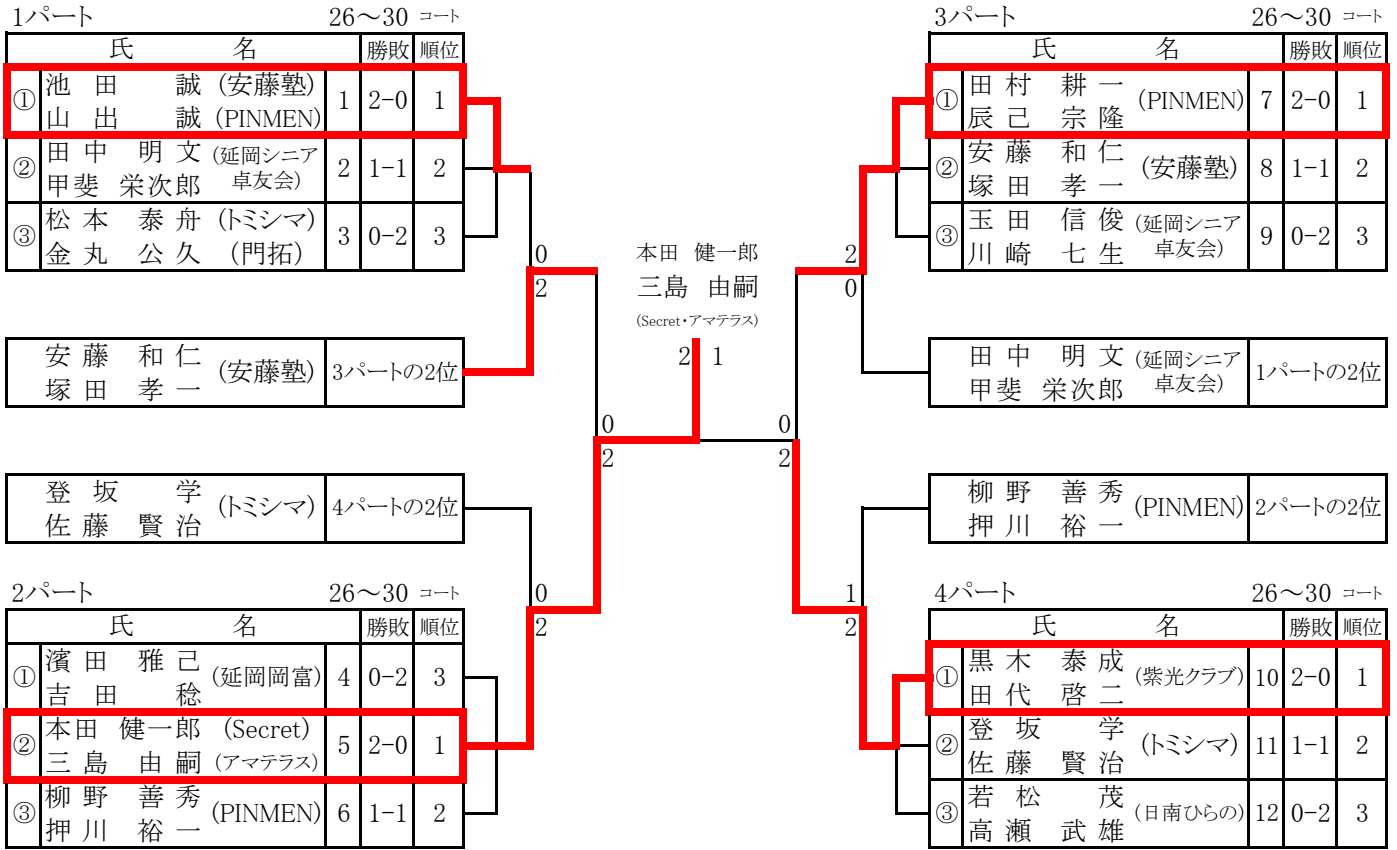 1パート 26～30 コート
氏 名 勝敗 順位
① 池田 誠 (安藤塾) 1 2-0 1
山出 誠 (PINMEN)
② 田中 明文 (延岡シニア 2 1-1 2
甲斐 栄次郎 卓友会)
③ 松本 泰舟 (トミシマ) 3 0-2 3
金丸 公久 (門拓)
安藤 和仁 (安藤塾) 3パートの2位
塚田 孝一
登坂 学 (トミシマ) 4パートの2位
佐藤 賢治
2パート 26～30 コート
氏 名 勝敗 順位
① 濱田 雅己 (延岡岡富) 4 0-2 3
吉田 稔
② 本田 健一郎 (Secret) 5 2-0 1
三島 由嗣 (アマテラス)
③ 柳野 善秀 (PINMEN) 6 1-1 2
押川 裕一
0
2
0
2
0
2
本田 健一郎
三島 由嗣
(Secret・アマテラス)
2 1
2
0
0
2
1
2
3パート 26～30 コート
氏 名 勝敗 順位
① 田村 耕一 (PINMEN) 7 2-0 1
辰己 宗隆
② 安藤 和仁 (安藤塾) 8 1-1 2
塚田 孝一
③ 玉田 信俊 (延岡シニア 9 0-2 3
川崎 七生 卓友会)
田中 明文 (延岡シニア 1パートの2位
甲斐 栄次郎 卓友会)
柳野 善秀 (PINMEN) 2パートの2位
押川 裕一
4パート 26～30 コート
氏 名 勝敗 順位
① 黒木 泰成 (紫光クラブ) 10 2-0 1
田代 啓二
② 登坂 学 (トミシマ) 11 1-1 2
佐藤 賢治
③ 若松 茂 (日南ひらの) 12 0-2 3
高瀬 武雄